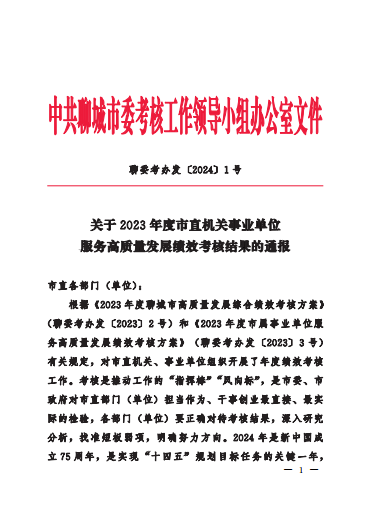 中共聊城市委考核工作领导小组办公室文件
聊委考办发〔2024〕1 号
关于 2023 年度市直机关事业单位
服务高质量发展绩效考核结果的通报
市直各部门（单位）：
根据《2023 年度聊城市高质量发展综合绩效考核方案》
（聊委考办发〔2023〕2 号）和《2023 年度市属事业单位服
务高质量发展绩效考核方案》（聊委考办发〔2023〕3 号）
有关规定，对市直机关、事业单位组织开展了年度绩效考核
工作。考核是推动工作的“指挥棒”“风向标”，是市委、市
政府对市直部门（单位）担当作为、干事创业最直接、最实
际的检验，各部门（单位）要正确对待考核结果，深入研究
分析，找准短板弱项，明确努力方向。2024 年是新中国成
立 75 周年，是实现“十四五”规划目标任务的关键一年，
— 1 —